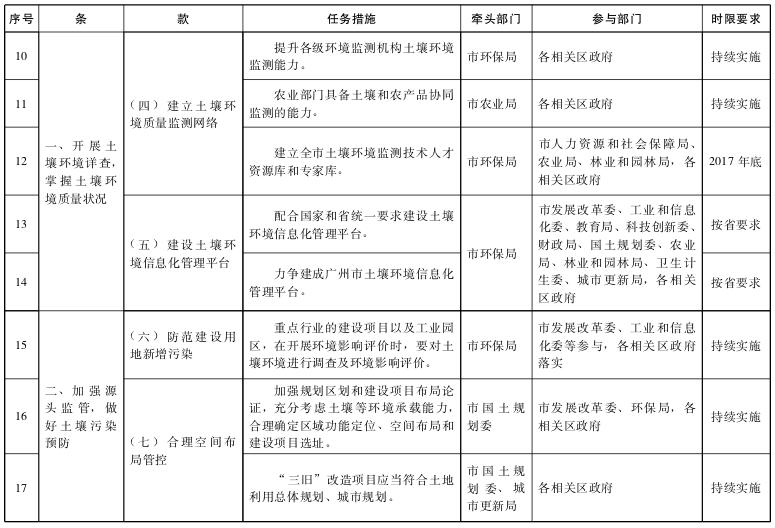 序号 条 款 任务措施 牵头部门 参与部门 时限要求
一、开展土
壤环境详查，
掌握土壤环
境质量状况
（四）建立土壤环
境质量监测网络
10
提升各级环境监测机构土壤环境
监测能力。
市环保局
各相关区政府
持续实施
11
农业部门具备土壤和农产品协同
监测的能力。
市农业局
各相关区政府
持续实施
12
建立全市土壤环境监测技术人才
资源库和专家库。
市环保局
市人力资源和社会保障局、
农业局、林业和园林局，各
相关区政府
2017 年底
（五）建设土壤环
境信息化管理平台
13
配合国家和省统一要求建设土壤
环境信息化管理平台。
市环保局
市发展改革委、工业和信息
化委、教育局、科技创新委、
财政局、国土规划委、农业
局、林业和园林局、卫生计
生委、城市更新局，各相关
区政府
按省要求
14
力争建成广州市土壤环境信息化
管理平台。
按省要求
二、加强源
头监管，做
好土壤污染
预防
15
（六）防范建设用
地新增污染
重点行业的建设项目以及工业园
区，在开展环境影响评价时，要对
土壤环境进行调查及环境影响评价。
市环保局
市发展改革委、工业和信息
化委等参与，各相关区政府
落实
持续实施
（七）合理空间布
局管控
16
加强规划区划和建设项目布局论
证，充分考虑土壤等环境承载能力，
合理确定区域功能定位、空间布局和
建设项目选址。
市国土规
划委
市发展改革委、环保局，各
相关区政府
持续实施
17
“三旧”改造项目应当符合土地
利用总体规划、城市规划。
市国土规
划委、城
市更新局
各相关区政府
持续实施